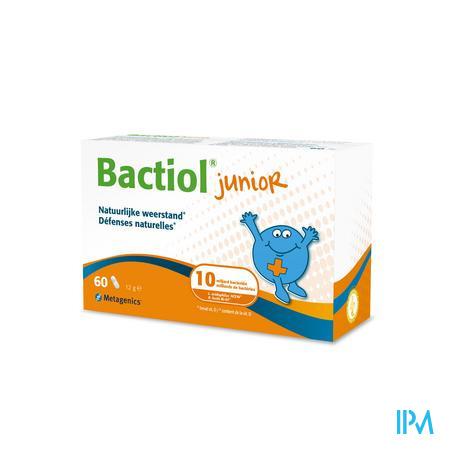 Bactiol® junior
Natuurlijke weerstand*
Défenses naturelles*
60
12 g e
Metagenics®
10 miljard bacteriën
milliards de bactéries
IPM